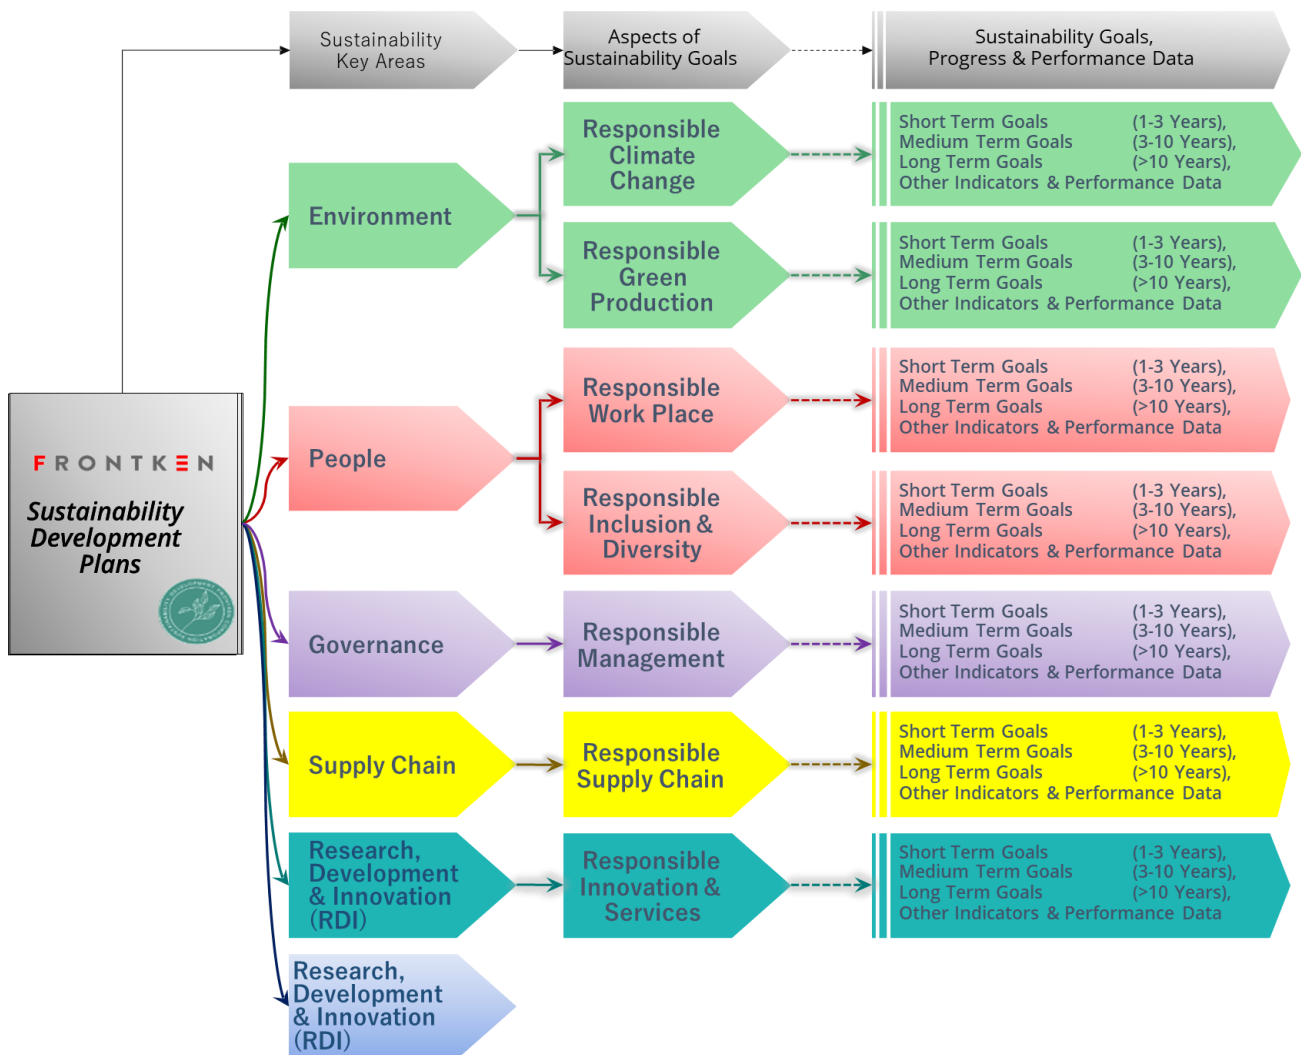 Sustainability
Key Areas
Aspects of
Sustainability Goals
Sustainability Goals,
Progress & Performance Data
FRONTKEN
Sustainability
Development
Plans
Environment
Responsible
Climate
Change
Short Term Goals (1-3 Years),
Medium Term Goals (3-10 Years),
Long Term Goals (>10 Years),
Other Indicators & Performance Data
Responsible
Green
Production
Short Term Goals (1-3 Years),
Medium Term Goals (3-10 Years),
Long Term Goals (>10 Years),
Other Indicators & Performance Data
People
Responsible
Work Place
Short Term Goals (1-3 Years),
Medium Term Goals (3-10 Years),
Long Term Goals (>10 Years),
Other Indicators & Performance Data
Responsible
Inclusion &
Diversity
Short Term Goals (1-3 Years),
Medium Term Goals (3-10 Years),
Long Term Goals (>10 Years),
Other Indicators & Performance Data
Governance
Responsible
Management
Short Term Goals (1-3 Years),
Medium Term Goals (3-10 Years),
Long Term Goals (>10 Years),
Other Indicators & Performance Data
Supply Chain
Responsible
Supply Chain
Short Term Goals (1-3 Years),
Medium Term Goals (3-10 Years),
Long Term Goals (>10 Years),
Other Indicators & Performance Data
Research,
Development
& Innovation
(RDI)
Responsible
Innovation &
Services
Short Term Goals (1-3 Years),
Medium Term Goals (3-10 Years),
Long Term Goals (>10 Years),
Other Indicators & Performance Data
Research,
Development
& Innovation
(RDI)